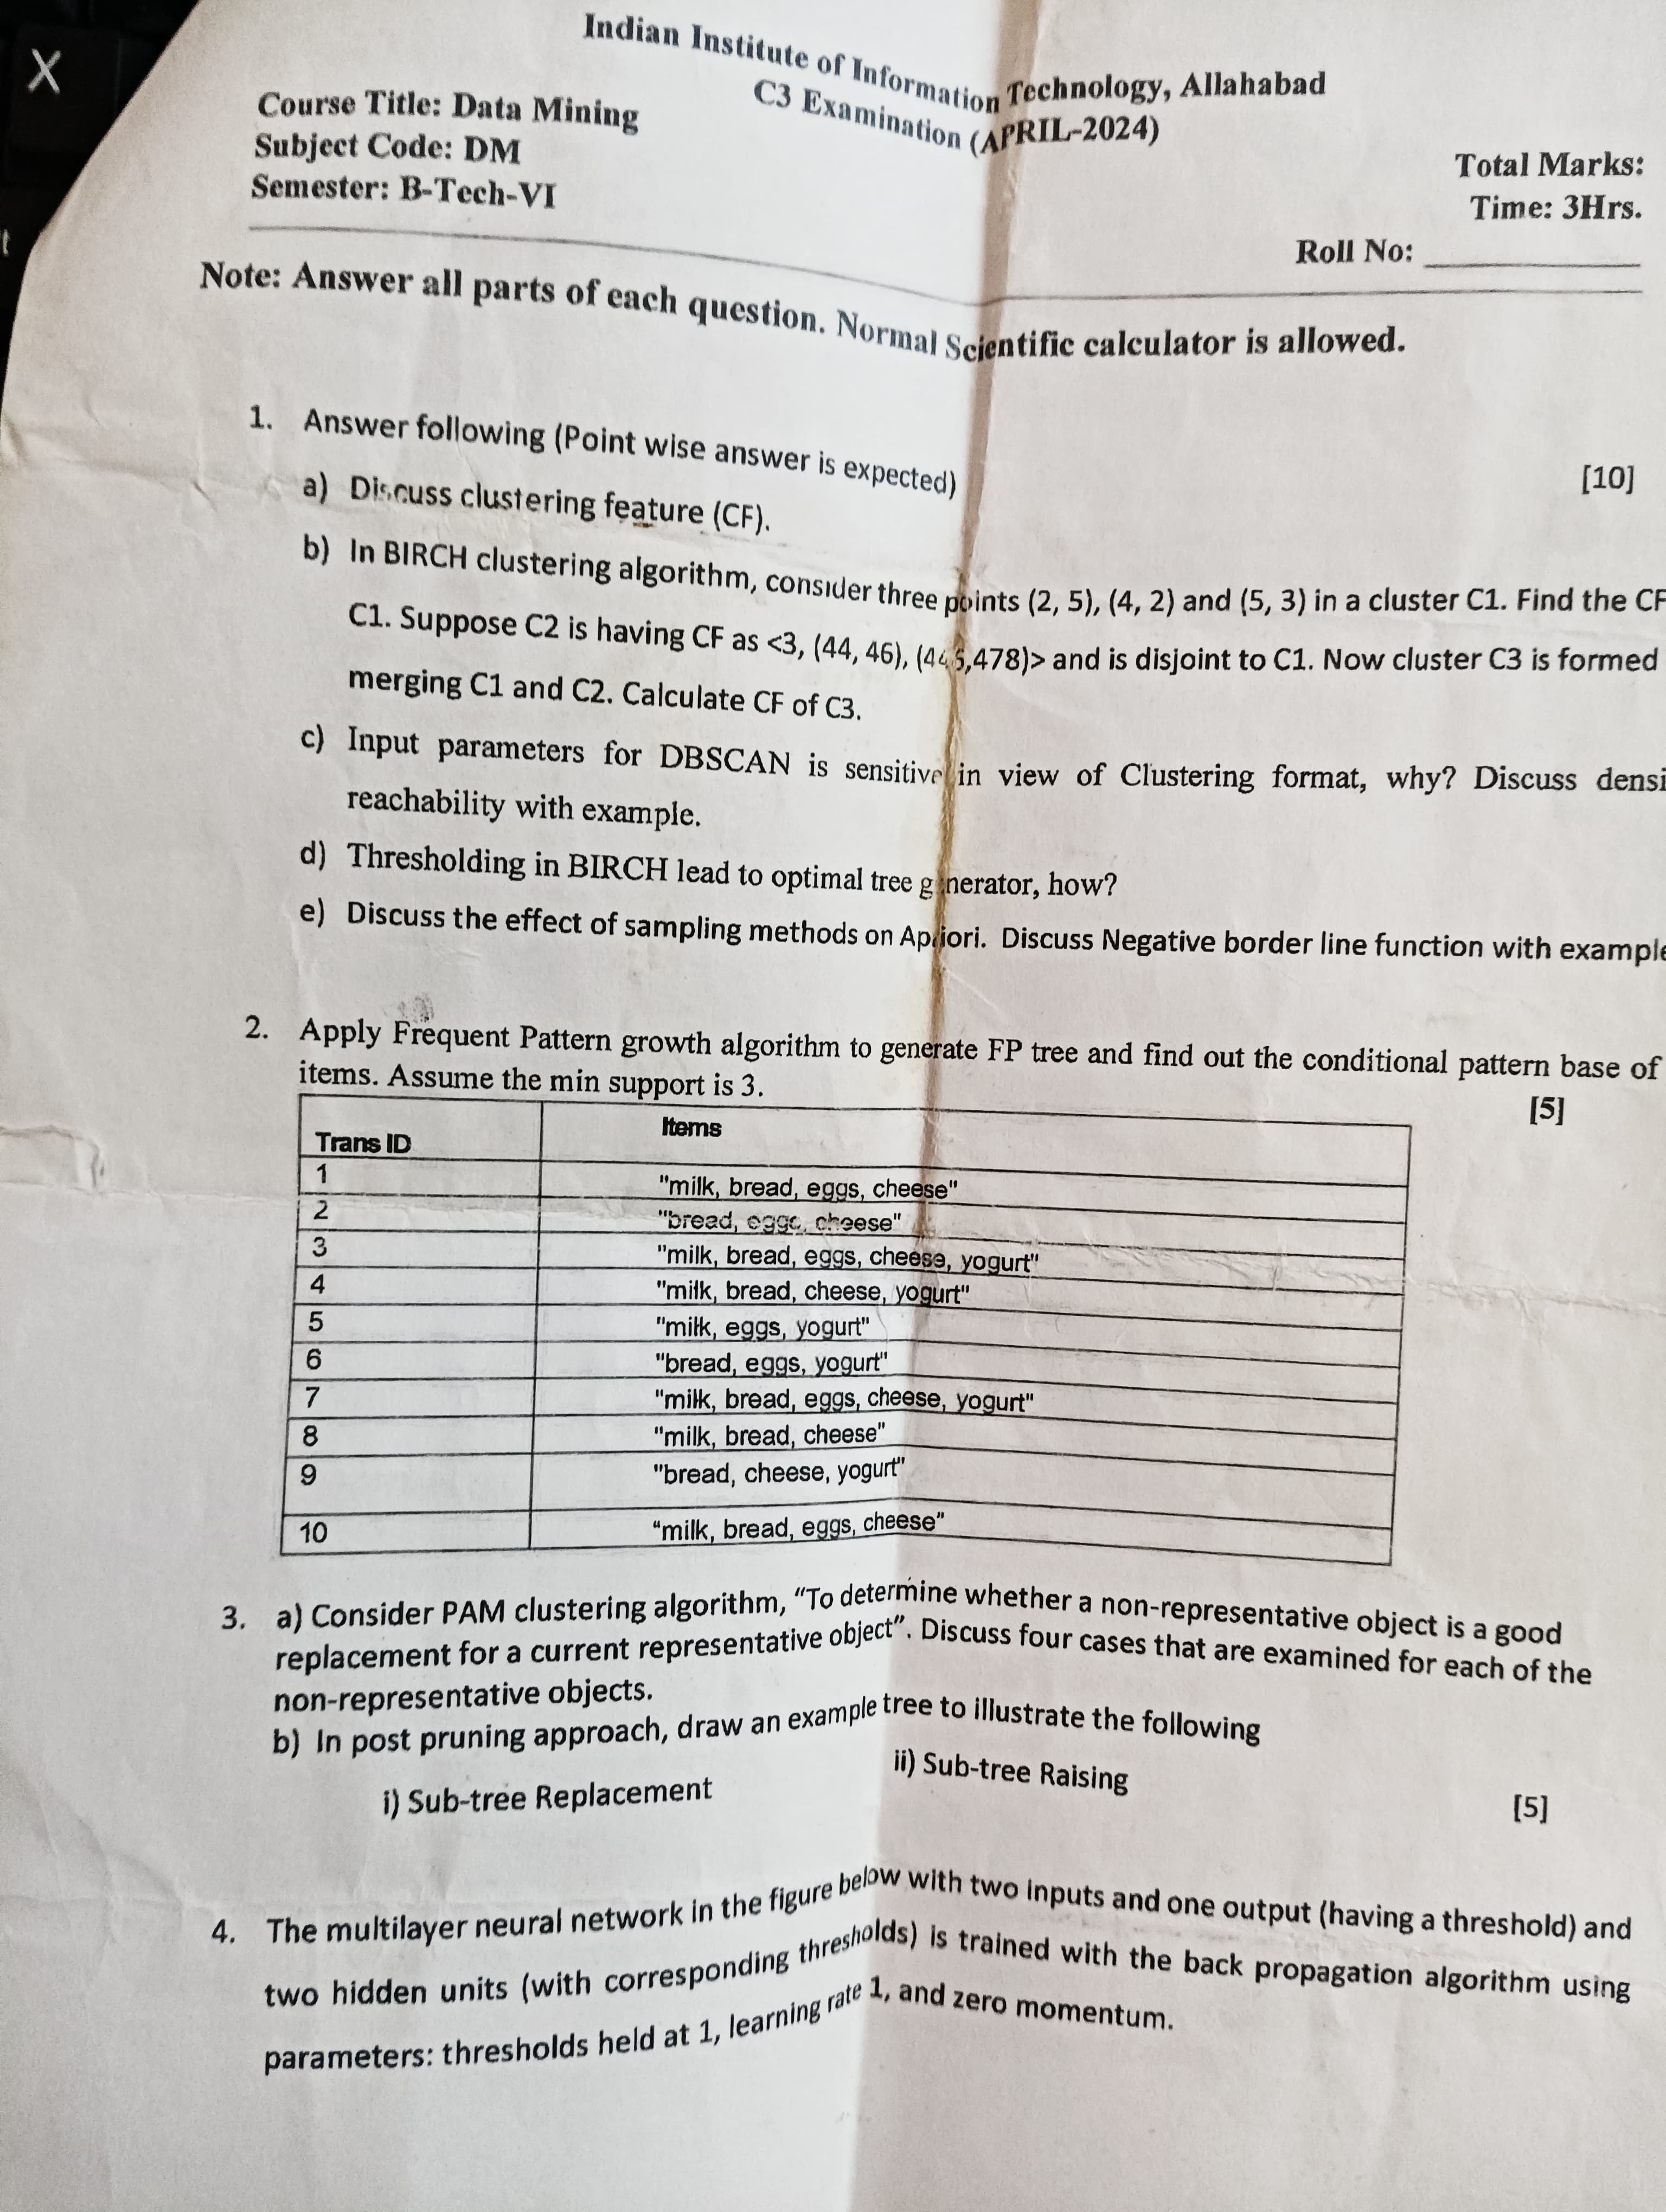 X
t
Indian Institute of Information Technology, Allahabad
C3 Examination (APRIL-2024)
Course Title: Data Mining
Subject Code: DM
Semester: B-Tech-VI
Total Marks:
Time: 3Hrs.
Roll No:
Note: Answer all parts of each question. Normal Scientific calculator is allowed.
1. Answer following (Point wise answer is expected) [10]
a) Discuss clustering feature (CF).
b) In BIRCH clustering algorithm, consider three points (2, 5), (4, 2) and (5, 3) in a cluster C1. Find the CF
C1. Suppose C2 is having CF as <3, (44, 46), and is disjoint to C1. Now cluster C3 is formed
merging C1 and C2. Calculate CF of C3.
c) Input parameters for DBSCAN is sensitive in view of Clustering format, why? Discuss densi
reachability with example.
d) Thresholding in BIRCH lead to optimal tree generator, how?
e) Discuss the effect of sampling methods on Apriori. Discuss Negative border line function with example
2. Apply Frequent Pattern growth algorithm to generate FP tree and find out the conditional pattern base of
items. Assume the min support is 3. [5]
Trans ID Items
1 "milk, bread, eggs, cheese"
2 "bread, eggs, cheese"
3 "milk, bread, eggs, cheese, yogurt"
4 "milk, bread, cheese, yogurt"
5 "milk, eggs, yogurt"
6 "bread, eggs, yogurt"
7 "milk, bread, eggs, cheese, yogurt"
8 "milk, bread, cheese"
9 "bread, cheese, yogurt"
10 “milk, bread, eggs, cheese”
3. a) Consider PAM clustering algorithm, “To determine whether a non-representative object is a good
replacement for a current representative object”. Discuss four cases that are examined for each of the
non-representative objects.
b) In post pruning approach, draw an example tree to illustrate the following
i) Sub-tree Replacement ii) Sub-tree Raising
[5]
4. The multilayer neural network in the figure below with two inputs and one output (having a threshold) and
two hidden units (with corresponding thresholds) is trained with the back propagation algorithm using
parameters: thresholds held at 1, learning rate 1, and zero momentum.